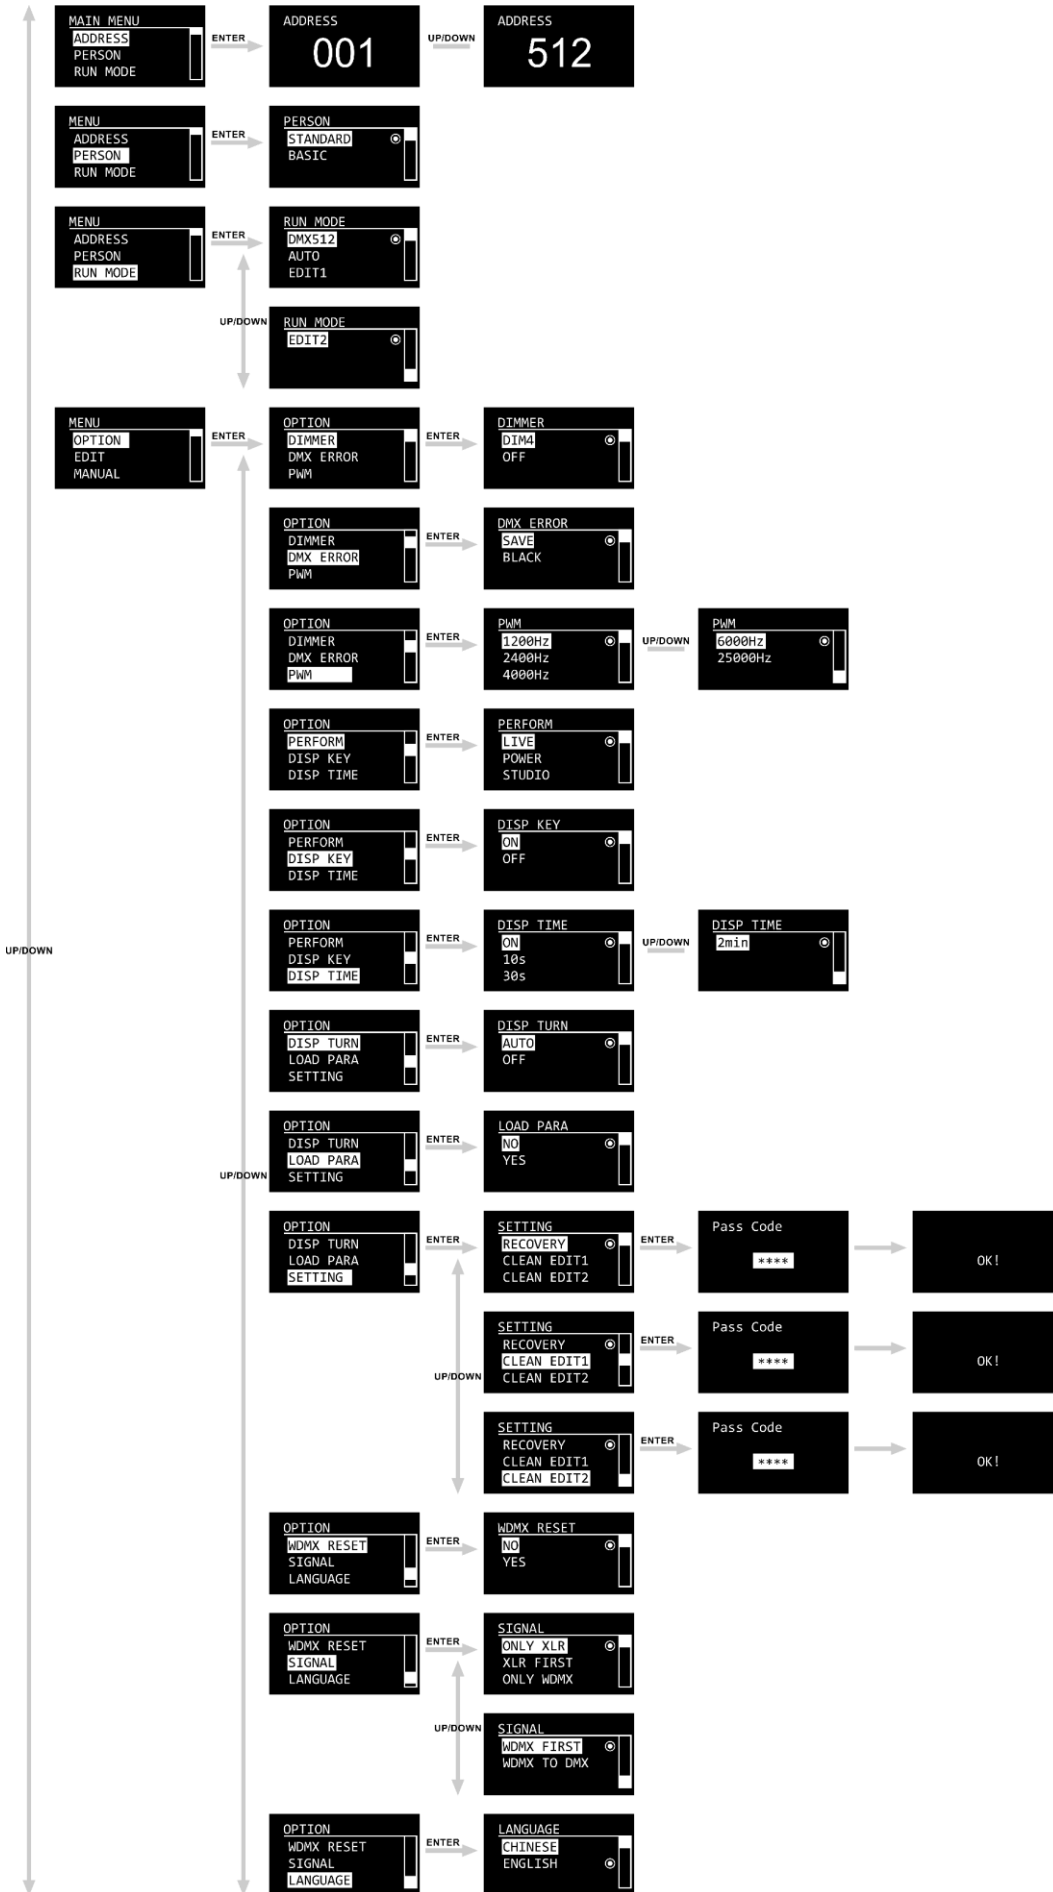 MAIN MENU
ADDRESS
PERSON
RUN MODE
ENTER
ADDRESS
001
UP/DOWN
ADDRESS
512
MENU
ADDRESS
PERSON
RUN MODE
ENTER
PERSON
STANDARD
BASIC
MENU
ADDRESS
PERSON
RUN MODE
ENTER
RUN MODE
DMX512
AUTO
EDIT1
UP/DOWN
RUN MODE
EDIT2
MENU
OPTION
EDIT
MANUAL
ENTER
OPTION
DIMMER
DMX ERROR
PWM
ENTER
DIMMER
DIM4
OFF
OPTION
DIMMER
DMX ERROR
PWM
ENTER
DMX ERROR
SAVE
BLACK
OPTION
DIMMER
DMX ERROR
PWM
ENTER
PWM
1200Hz
2400Hz
4000Hz
UP/DOWN
PWM
6000Hz
25000Hz
OPTION
PERFORM
DISP KEY
DISP TIME
ENTER
PERFORM
LIVE
POWER
STUDIO
OPTION
PERFORM
DISP KEY
DISP TIME
ENTER
DISP KEY
ON
OFF
UP/DOWN
OPTION
PERFORM
DISP KEY
DISP TIME
ENTER
DISP TIME
ON
10s
30s
UP/DOWN
DISP TIME
2min
OPTION
DISP TURN
LOAD PARA
SETTING
ENTER
DISP TURN
AUTO
OFF
UP/DOWN
OPTION
DISP TURN
LOAD PARA
SETTING
ENTER
LOAD PARA
NO
YES
OPTION
DISP TURN
LOAD PARA
SETTING
ENTER
SETTING
RECOVERY
CLEAN EDIT1
CLEAN EDIT2
ENTER
Pass Code
****
OK!
UP/DOWN
SETTING
RECOVERY
CLEAN EDIT1
CLEAN EDIT2
ENTER
Pass Code
****
OK!
SETTING
RECOVERY
CLEAN EDIT1
CLEAN EDIT2
ENTER
Pass Code
****
OK!
OPTION
WDMX RESET
SIGNAL
LANGUAGE
ENTER
WDMX RESET
NO
YES
OPTION
WDMX RESET
SIGNAL
LANGUAGE
ENTER
SIGNAL
ONLY XLR
XLR FIRST
ONLY WDMX
UP/DOWN
SIGNAL
WDMX FIRST
WDMX TO DMX
OPTION
WDMX RESET
SIGNAL
LANGUAGE
ENTER
LANGUAGE
CHINESE
ENGLISH